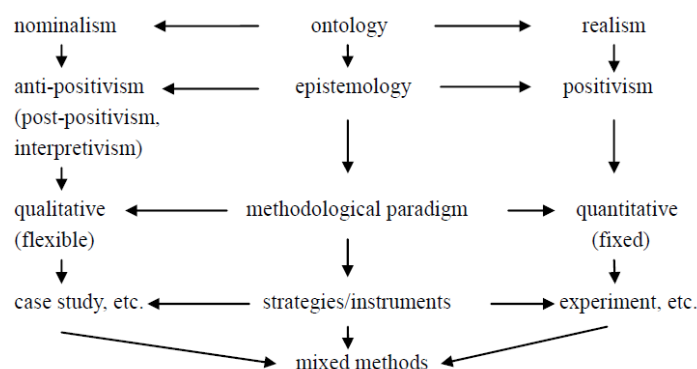 nominalism ontology realism
anti-positivism epistemology positivism
(post-positivism,
interpretivism)
qualitative methodological paradigm quantitative
(flexible) (fixed)
case study, etc. strategies/instruments experiment, etc.
mixed methods